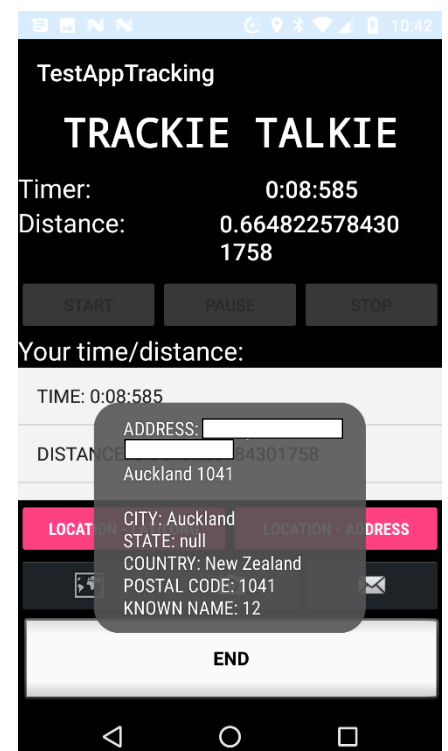 10:42
TestAppTracking
TRACKIE TALKIE
Timer: 0:08:585
Distance: 0.664822578430
1758
START PAUSE STOP
Your time/distance:
TIME: 0:08:585
DISTANCE 84301758
ADDRESS:
Auckland 1041
CITY: Auckland
STATE: null
COUNTRY: New Zealand
POSTAL CODE: 1041
KNOWN NAME: 12
LOCATION - LAT/LONG LOCATION - ADDRESS
END